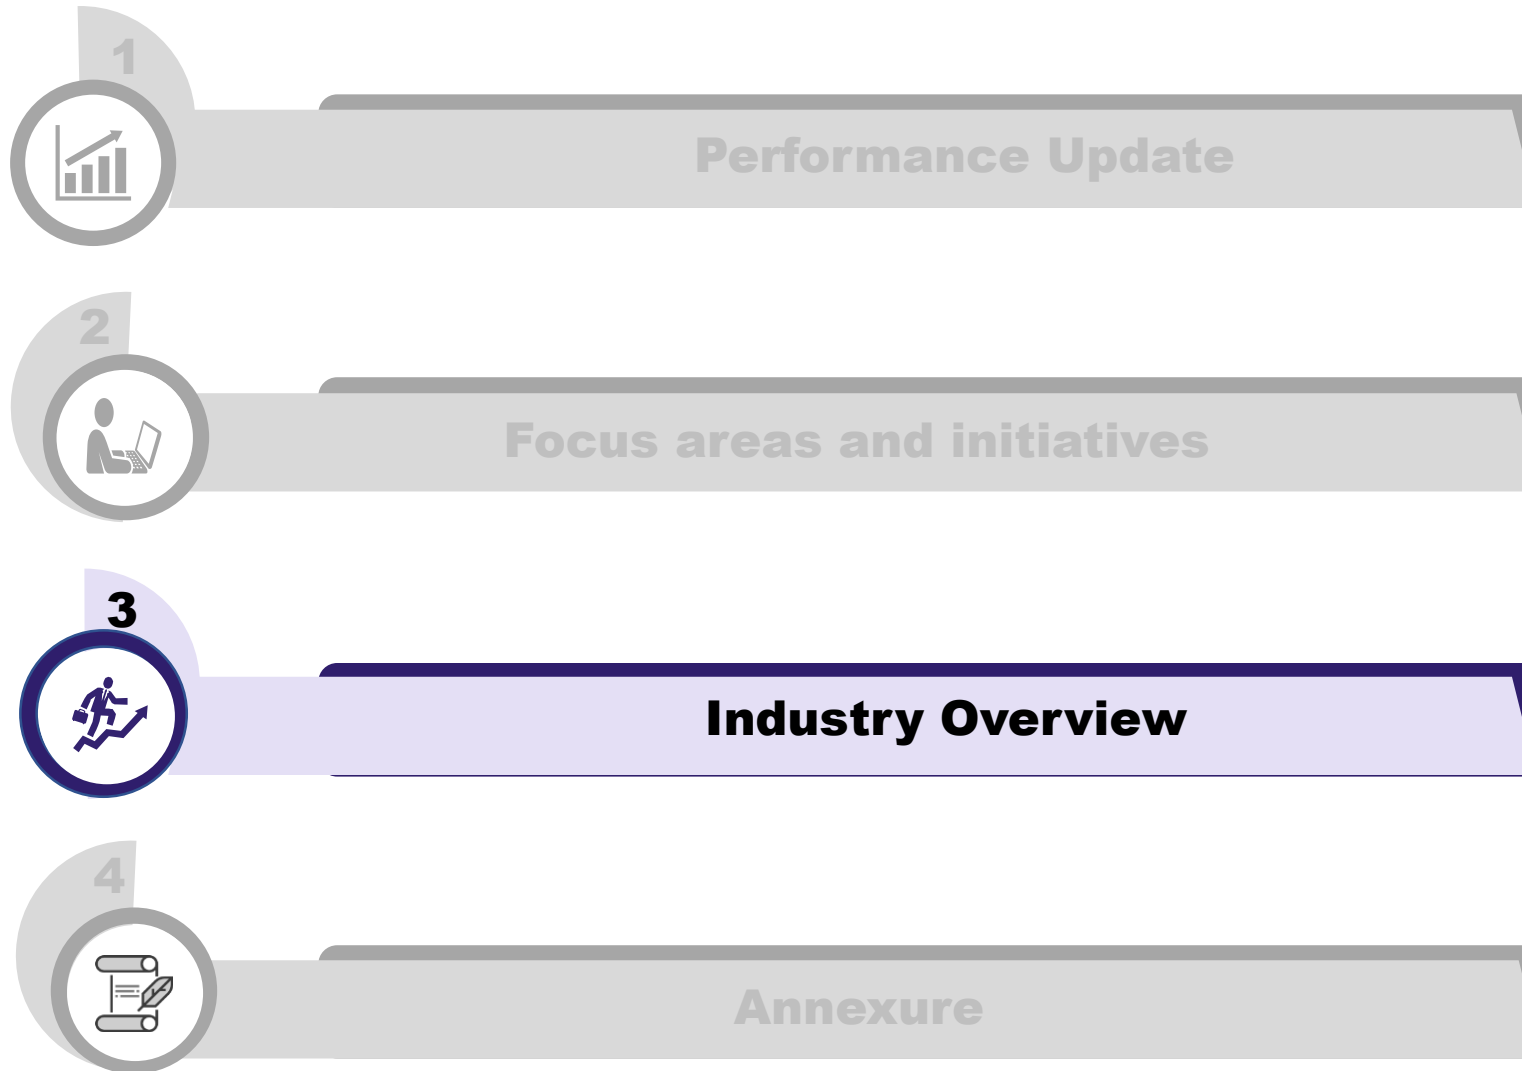 1
Performance Update
2
Focus areas and initiatives
3
Industry Overview
4
Annexure